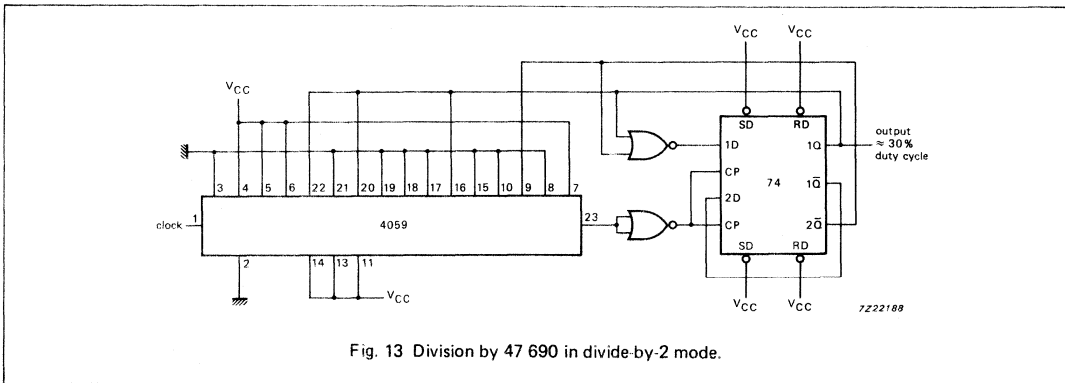 VCC VCC
VCC
SD RD
1D 1Q output
≈ 30%
duty cycle
CP 1Q̅
74
2D
CP 2Q̅
SD RD
3 4 5 6 22 21 20 19 18 17 16 15 10 9 8 7
clock 1 4059 23
2 14 13 11
VCC
VCC VCC
7Z22188
Fig. 13 Division by 47 690 in divide-by-2 mode.